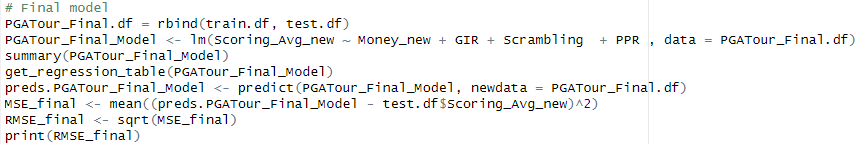 # Final model
PGATour_Final.df = rbind(train.df, test.df)
PGATour_Final_Model <- lm(Scoring_Avg_new ~ Money_new + GIR + Scrambling  + PPR , data = PGATour_Final.df)
summary(PGATour_Final_Model)
get_regression_table(PGATour_Final_Model)
preds.PGATour_Final_Model <- predict(PGATour_Final_Model, newdata = PGATour_Final.df)
MSE_final <- mean((preds.PGATour_Final_Model - test.df$Scoring_Avg_new)^2)
RMSE_final <- sqrt(MSE_final)
print(RMSE_final)